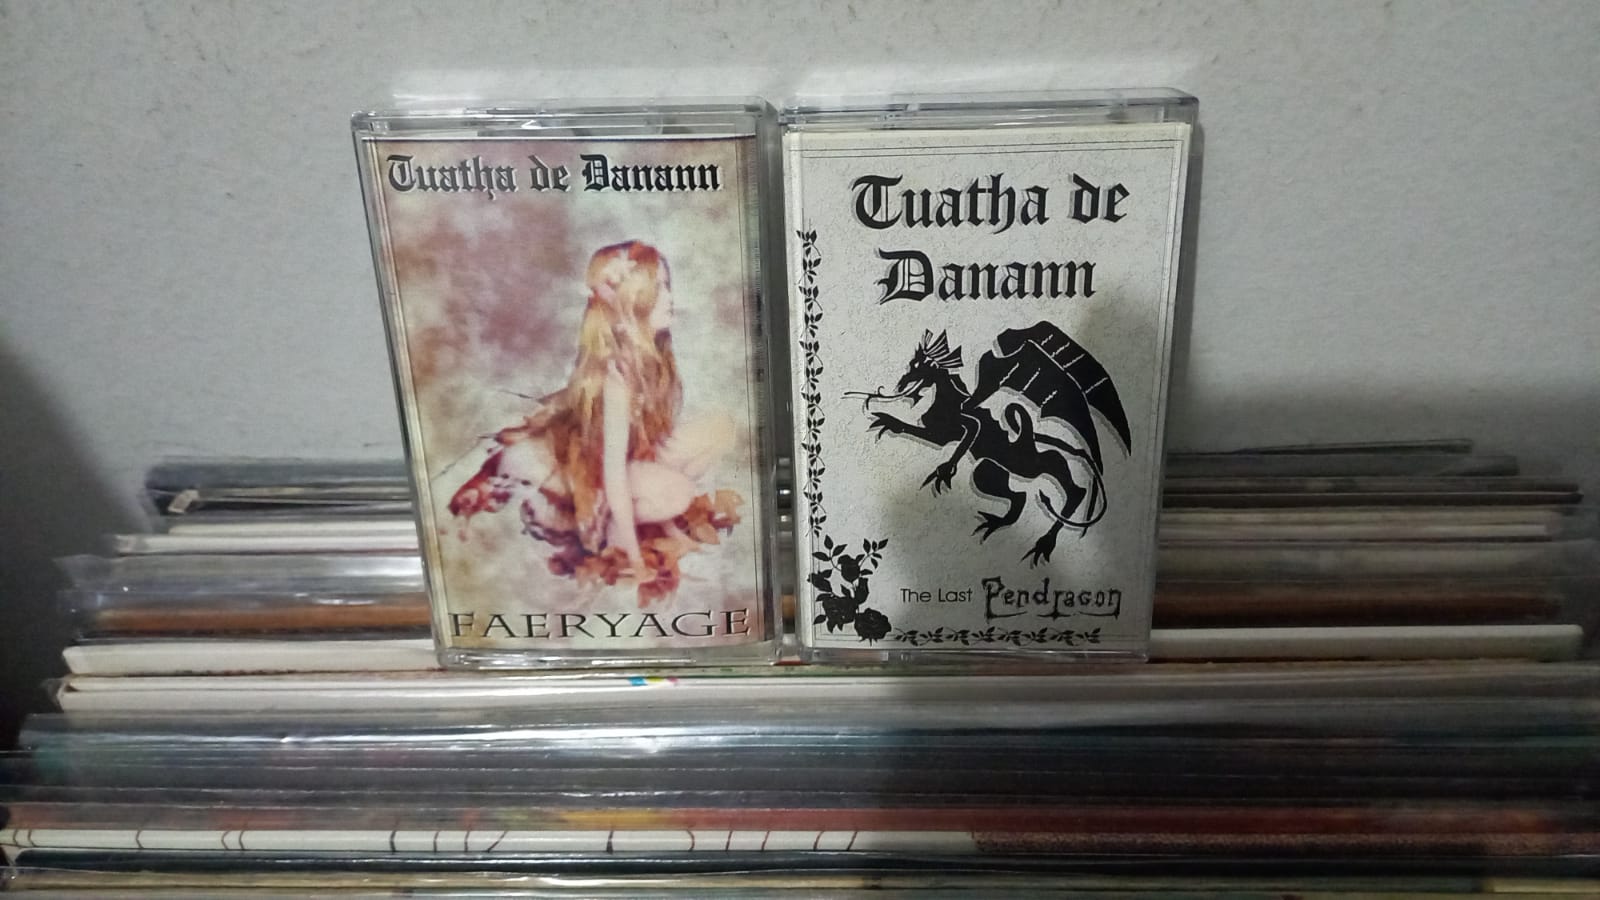 Tuatha de Danann
FAERYAGE
Tuatha de
Danann
The Last Pendragon